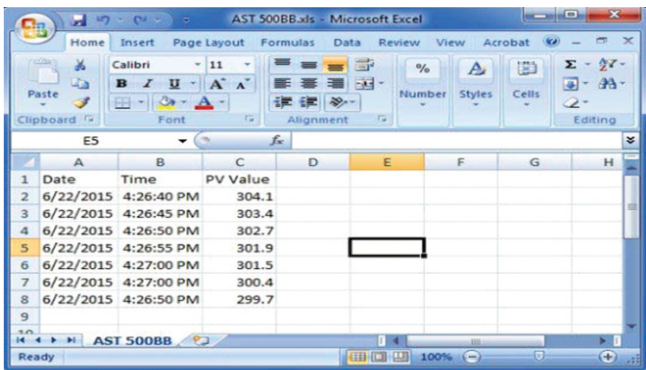 AST 500BB.xls - Microsoft Excel
Home Insert Page Layout Formulas Data Review View Acrobat
Calibri 11
Paste
B I U A A
% Number
Styles
Cells
Σ
Clipboard Font Alignment Editing
E5 fx
A B C D E F G H
1 Date Time PV Value
2 6/22/2015 4:26:40 PM 304.1
3 6/22/2015 4:26:45 PM 303.4
4 6/22/2015 4:26:50 PM 302.7
5 6/22/2015 4:26:55 PM 301.9
6 6/22/2015 4:27:00 PM 301.5
7 6/22/2015 4:27:00 PM 300.4
8 6/22/2015 4:26:50 PM 299.7
9
10
AST 500BB
Ready 100%